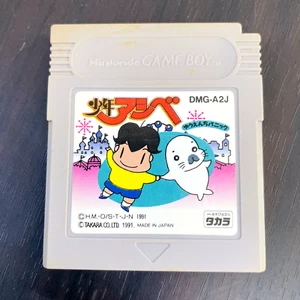 Nintendo GAME BOY
DMG-A2J
少年アシベ
ゆうえんちパニック
©H.M-O/S-T-J-N 1991
©TAKARA CO.,LTD 1991. MADE IN JAPAN
タカラ